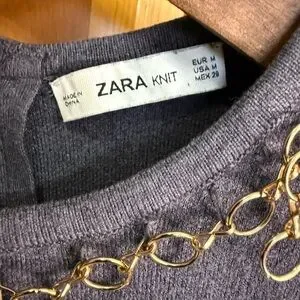 ZARA KNIT
MADE IN
CHINA
EUR M
USA M
MEX 28